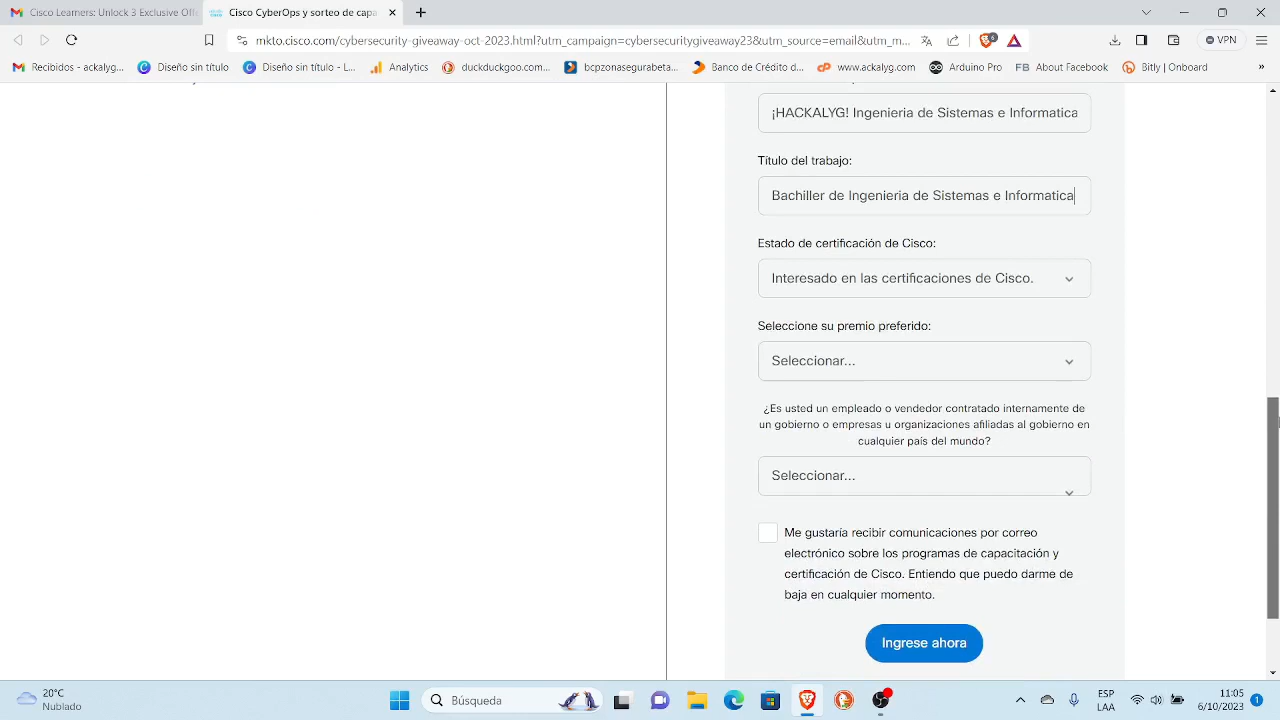 Cisco Learners: Unlock 3 Exclusive Off
Cisco CyberOps y sorteo de capa
mkto.cisco.com/cybersecurity-giveaway-oct-2023.html?utm_campaign=cybersecuritygiveaway23&utm_source=email&utm_m...
6
VPN
Recibidos - ackalyg...
Diseño sin título
Diseño sin título - L...
Analytics
duckduckgoo.com...
bcpzonasegurabeta...
Banco de Crédito d...
www.ackalyg.com
Arduino Pl
About Facebook
Bitly | Onboard
»
¡HACKALYG! Ingenieria de Sistemas e Informatica
Título del trabajo:
Bachiller de Ingenieria de Sistemas e Informatica
Estado de certificación de Cisco:
Interesado en las certificaciones de Cisco.
Seleccione su premio preferido:
Seleccionar...
¿Es usted un empleado o vendedor contratado internamente de
un gobierno o empresas u organizaciones afiliadas al gobierno en
cualquier país del mundo?
Seleccionar...
Me gustaría recibir comunicaciones por correo
electrónico sobre los programas de capacitación y
certificación de Cisco. Entiendo que puedo darme de
baja en cualquier momento.
Ingrese ahora
20°C
Nublado
Búsqueda
ESP
LAA
11:05
6/10/2023
1